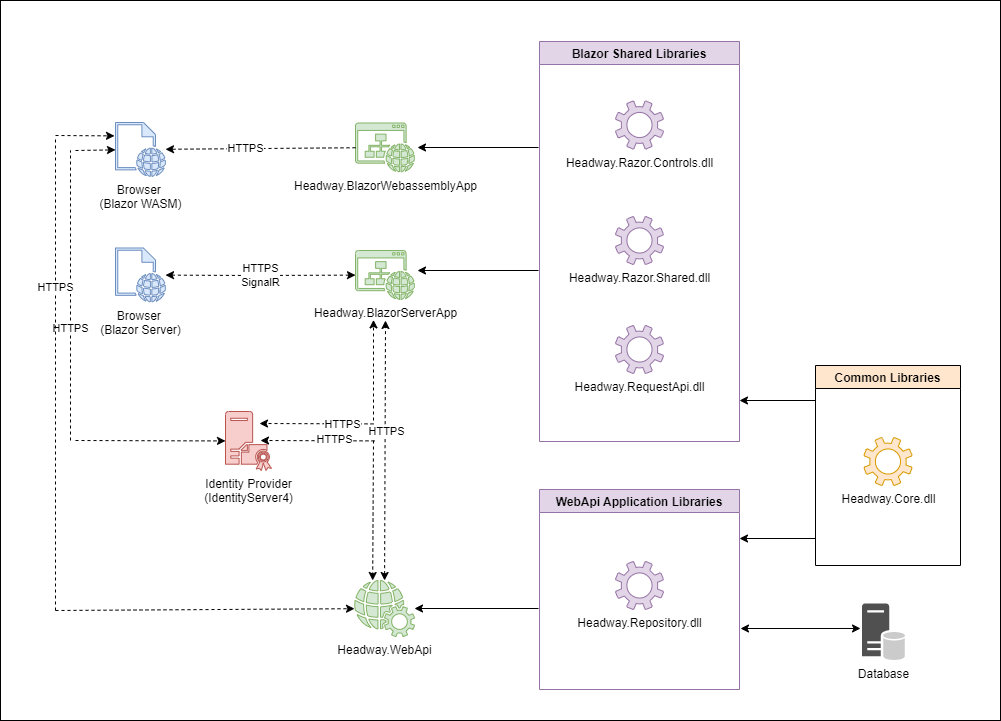 Blazor Shared Libraries
Headway.Razor.Controls.dll
HTTPS
Headway.BlazorWebassemblyApp
Browser
(Blazor WASM)
Headway.Razor.Shared.dll
HTTPS
SignalR
HTTPS
Headway.BlazorServerApp
Browser
(Blazor Server)
HTTPS
Headway.RequestApi.dll
Common Libraries
HTTPS
HTTPS
HTTPS
Identity Provider
(IdentityServer4)
Headway.Core.dll
WebApi Application Libraries
Headway.Repository.dll
Headway.WebApi
Database